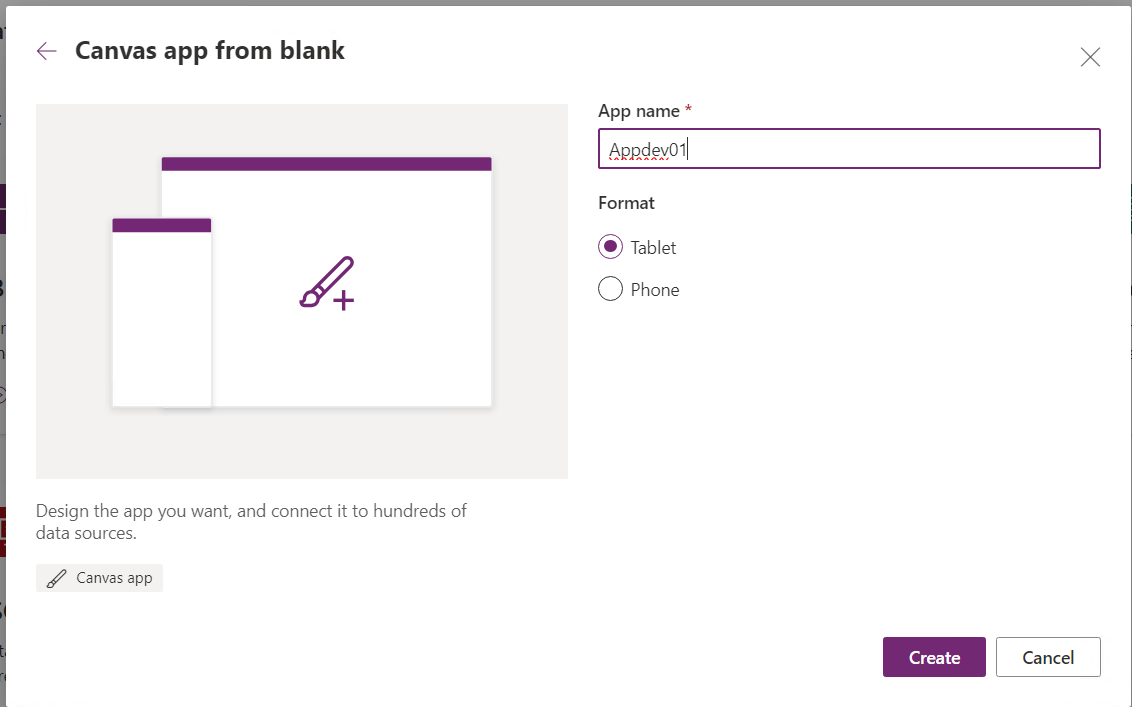 Canvas app from blank
App name *
Appdev01
Format
Tablet
Phone
Design the app you want, and connect it to hundreds of
data sources.
Canvas app
Create
Cancel